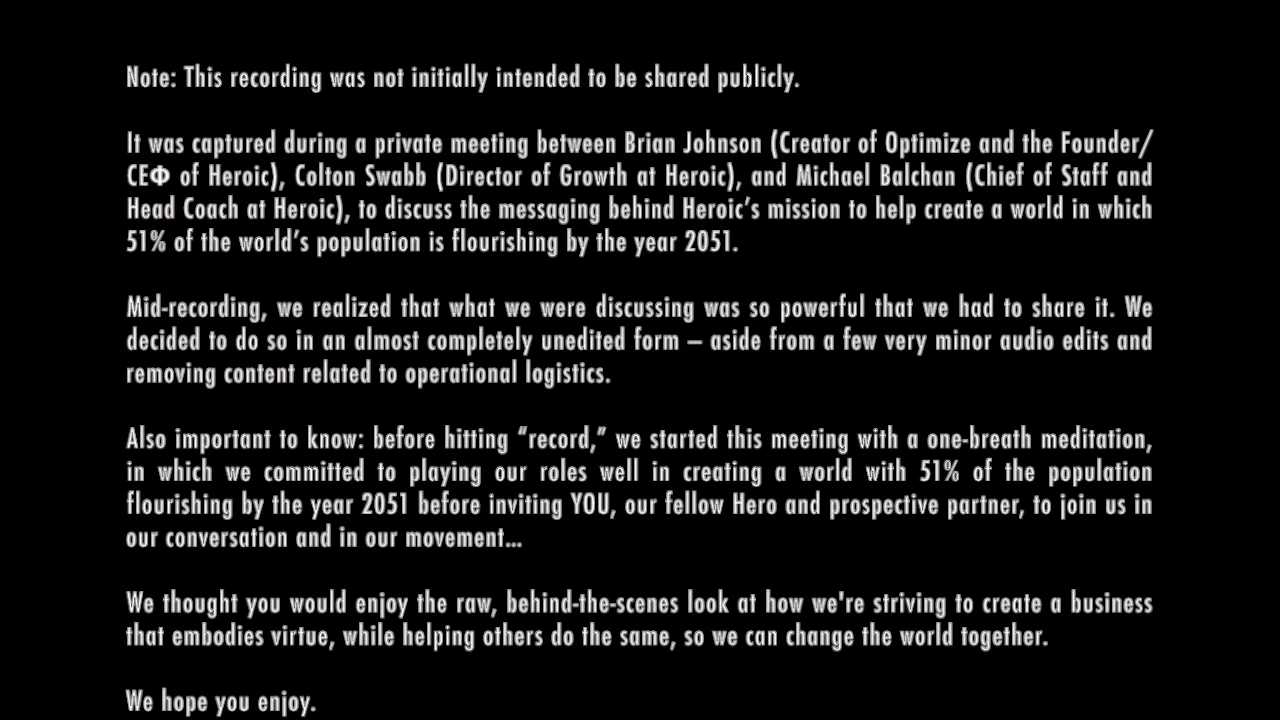 Note: This recording was not initially intended to be shared publicly.
It was captured during a private meeting between Brian Johnson (Creator of Optimize and the Founder/
CEΦ of Heroic), Colton Swabb (Director of Growth at Heroic), and Michael Balchan (Chief of Staff and
Head Coach at Heroic), to discuss the messaging behind Heroic’s mission to help create a world in which
51% of the world’s population is flourishing by the year 2051.
Mid-recording, we realized that what we were discussing was so powerful that we had to share it. We
decided to do so in an almost completely unedited form – aside from a few very minor audio edits and
removing content related to operational logistics.
Also important to know: before hitting “record,” we started this meeting with a one-breath meditation,
in which we committed to playing our roles well in creating a world with 51% of the population
flourishing by the year 2051 before inviting YOU, our fellow Hero and prospective partner, to join us in
our conversation and in our movement...
We thought you would enjoy the raw, behind-the-scenes look at how we're striving to create a business
that embodies virtue, while helping others do the same, so we can change the world together.
We hope you enjoy.